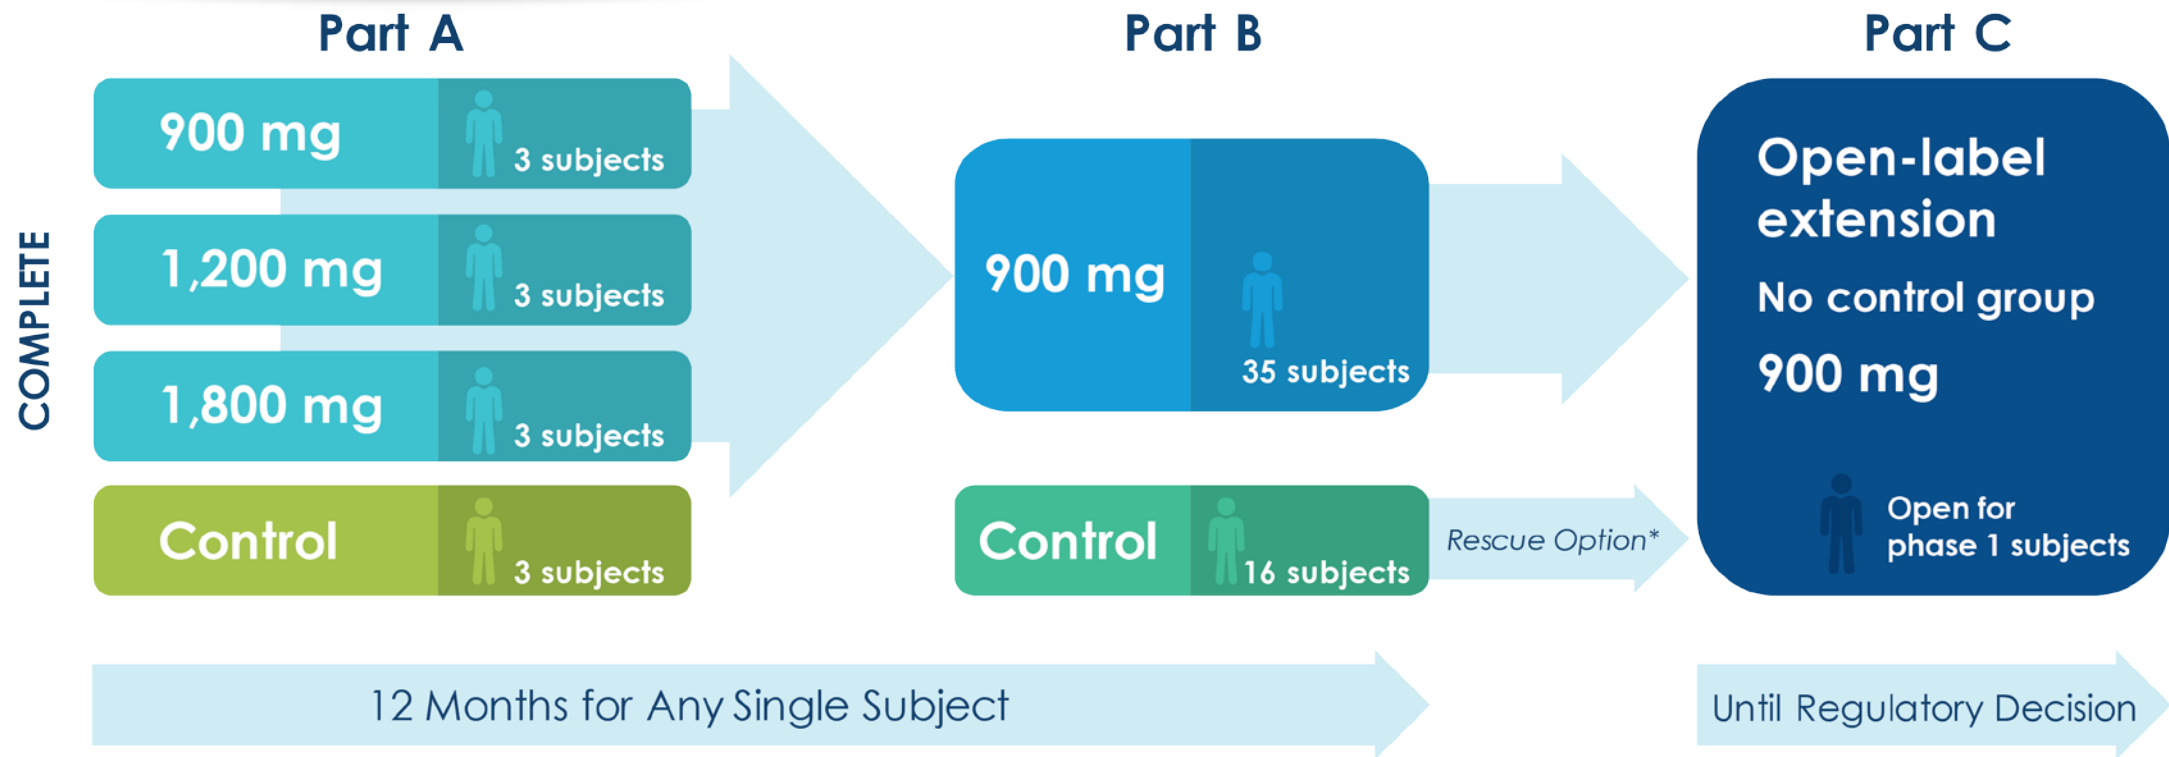 Part A
Part B
Part C
COMPLETE
900 mg
3 subjects
1,200 mg
3 subjects
1,800 mg
3 subjects
Control
3 subjects
900 mg
35 subjects
Control
16 subjects
Rescue Option*
Open-label
extension
No control group
900 mg
Open for
phase 1 subjects
12 Months for Any Single Subject
Until Regulatory Decision